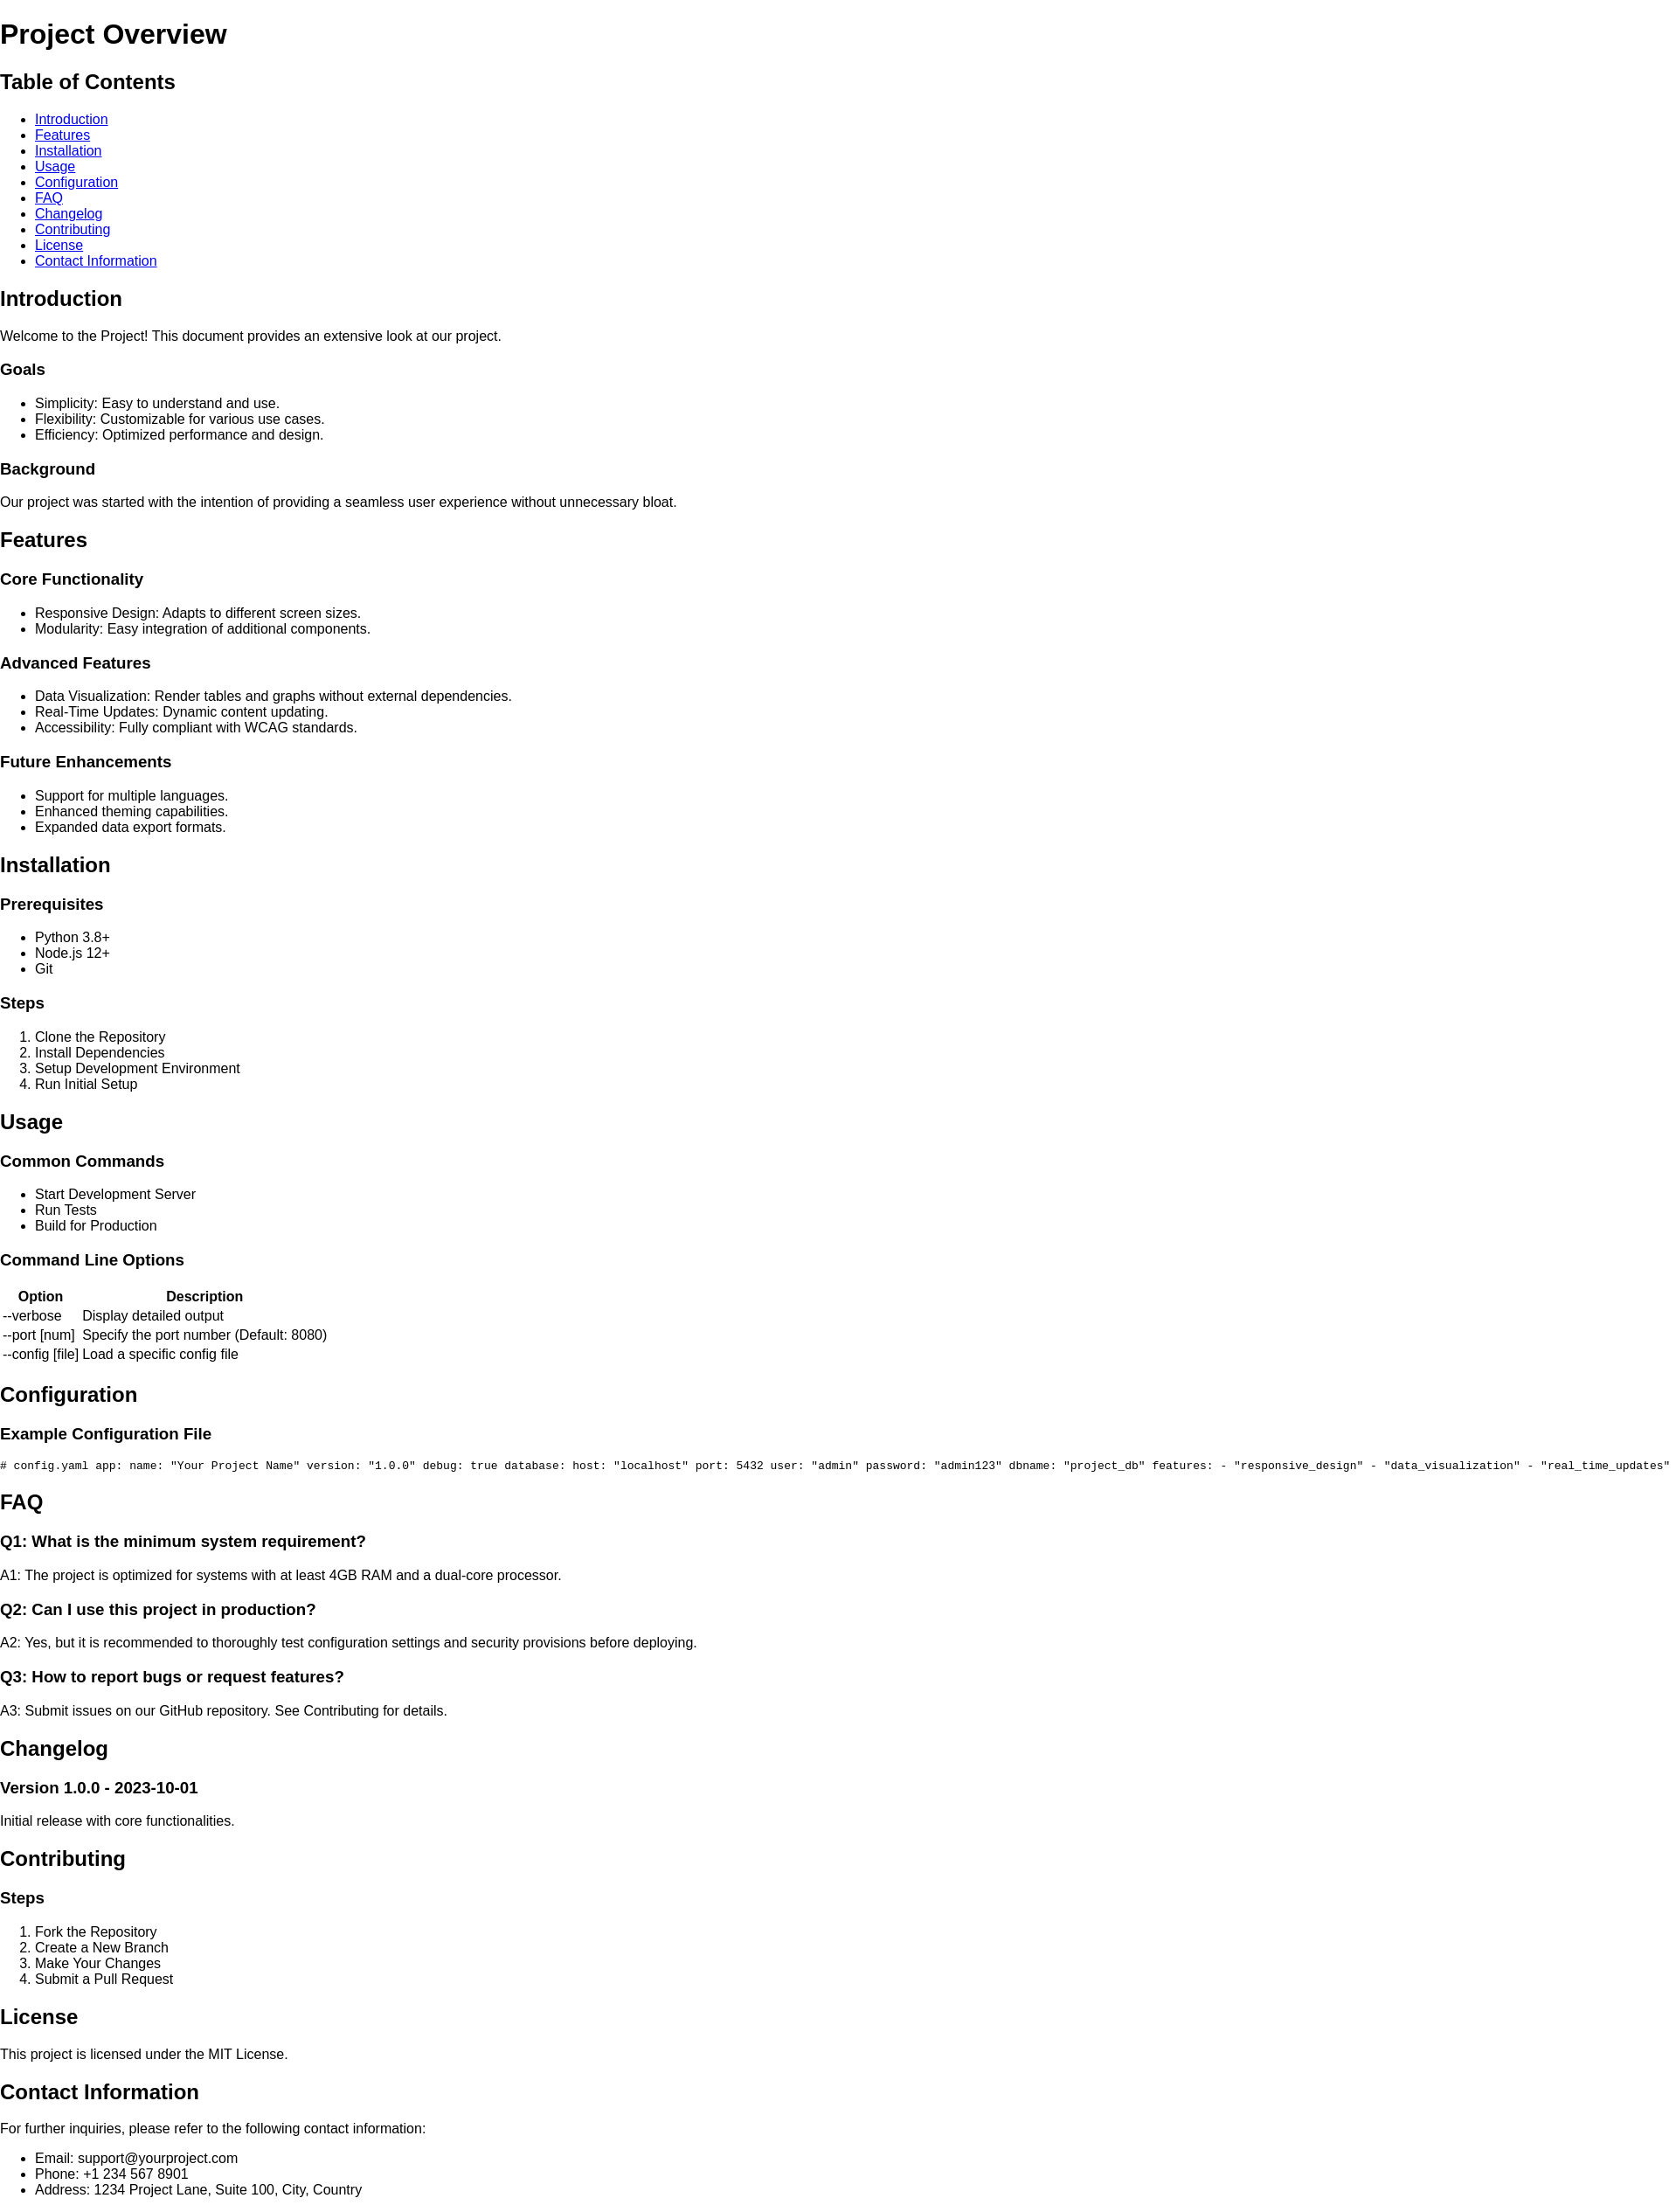 Project Overview
Table of Contents
Introduction
Features
Installation
Usage
Configuration
FAQ
Changelog
Contributing
License
Contact Information
Introduction
Welcome to the Project! This document provides an extensive look at our project.
Goals
Simplicity: Easy to understand and use.
Flexibility: Customizable for various use cases.
Efficiency: Optimized performance and design.
Background
Our project was started with the intention of providing a seamless user experience without unnecessary bloat.
Features
Core Functionality
Responsive Design: Adapts to different screen sizes.
Modularity: Easy integration of additional components.
Advanced Features
Data Visualization: Render tables and graphs without external dependencies.
Real-Time Updates: Dynamic content updating.
Accessibility: Fully compliant with WCAG standards.
Future Enhancements
Support for multiple languages.
Enhanced theming capabilities.
Expanded data export formats.
Installation
Prerequisites
Python 3.8+
Node.js 12+
Git
Steps
1. Clone the Repository
2. Install Dependencies
3. Setup Development Environment
4. Run Initial Setup
Usage
Common Commands
Start Development Server
Run Tests
Build for Production
Command Line Options
Option Description
--verbose Display detailed output
--port [num] Specify the port number (Default: 8080)
--config [file] Load a specific config file
Configuration
Example Configuration File
# config.yaml app: name: "Your Project Name" version: "1.0.0" debug: true database: host: "localhost" port: 5432 user: "admin" password: "admin123" dbname: "project_db" features: - "responsive_design" - "data_visualization" - "real_time_updates"
FAQ
Q1: What is the minimum system requirement?
A1: The project is optimized for systems with at least 4GB RAM and a dual-core processor.
Q2: Can I use this project in production?
A2: Yes, but it is recommended to thoroughly test configuration settings and security provisions before deploying.
Q3: How to report bugs or request features?
A3: Submit issues on our GitHub repository. See Contributing for details.
Changelog
Version 1.0.0 - 2023-10-01
Initial release with core functionalities.
Contributing
Steps
1. Fork the Repository
2. Create a New Branch
3. Make Your Changes
4. Submit a Pull Request
License
This project is licensed under the MIT License.
Contact Information
For further inquiries, please refer to the following contact information:
Email: support@yourproject.com
Phone: +1 234 567 8901
Address: 1234 Project Lane, Suite 100, City, Country